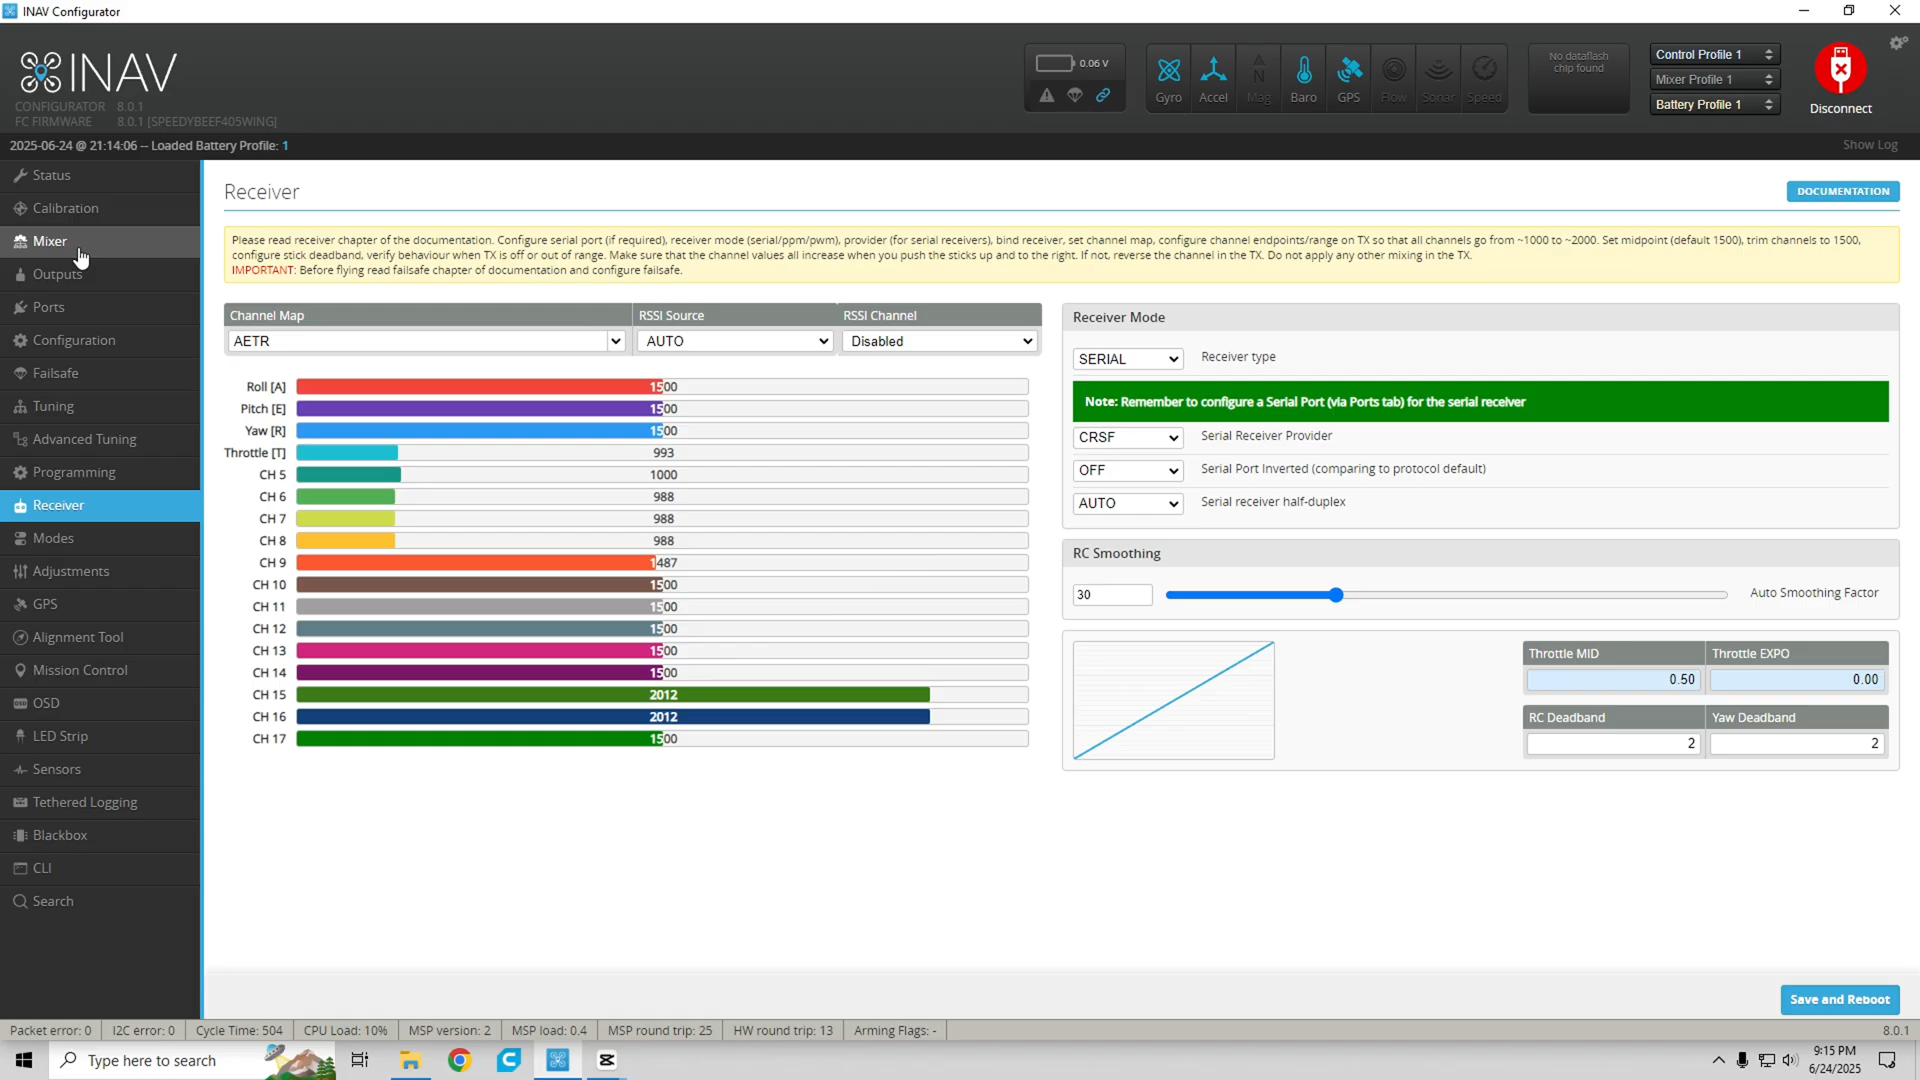 INAV Configurator
INAV
CONFIGURATOR 8.0.1
FC FIRMWARE 8.0.1 [SPEEDYBEEF405WING]
0.06 V
Gyro
Accel
Mag
Baro
GPS
Flow
Sonar
Speed
No dataflash
chip found
Control Profile 1
Mixer Profile 1
Battery Profile 1
Disconnect
2025-06-24 @ 21:14:06 -- Loaded Battery Profile: 1
Show Log
Status
Calibration
Mixer
Outputs
Ports
Configuration
Failsafe
Tuning
Advanced Tuning
Programming
Receiver
Modes
Adjustments
GPS
Alignment Tool
Mission Control
OSD
LED Strip
Sensors
Tethered Logging
Blackbox
CLI
Search
Receiver
DOCUMENTATION
Please read receiver chapter of the documentation. Configure serial port (if required), receiver mode (serial/ppm/pwm), provider (for serial receivers), bind receiver, set channel map, configure channel endpoints/range on TX so that all channels go from ~1000 to ~2000. Set midpoint (default 1500), trim channels to 1500,
configure stick deadband, verify behaviour when TX is off or out of range. Make sure that the channel values all increase when you push the sticks up and to the right. If not, reverse the channel in the TX. Do not apply any other mixing in the TX.
IMPORTANT: Before flying read failsafe chapter of documentation and configure failsafe.
Channel Map
RSSI Source
RSSI Channel
AETR
AUTO
Disabled
Roll [A] 1500
Pitch [E] 1500
Yaw [R] 1500
Throttle [T] 993
CH 5 1000
CH 6 988
CH 7 988
CH 8 988
CH 9 1487
CH 10 1500
CH 11 1500
CH 12 1500
CH 13 1500
CH 14 1500
CH 15 2012
CH 16 2012
CH 17 1500
Receiver Mode
SERIAL Receiver type
Note: Remember to configure a Serial Port (via Ports tab) for the serial receiver
CRSF Serial Receiver Provider
OFF Serial Port Inverted (comparing to protocol default)
AUTO Serial receiver half-duplex
RC Smoothing
30 Auto Smoothing Factor
Throttle MID Throttle EXPO
0.50 0.00
RC Deadband Yaw Deadband
2 2
Save and Reboot
Packet error: 0
I2C error: 0
Cycle Time: 504
CPU Load: 10%
MSP version: 2
MSP load: 0.4
MSP round trip: 25
HW round trip: 13
Arming Flags: -
8.0.1
Type here to search
9:15 PM
6/24/2025